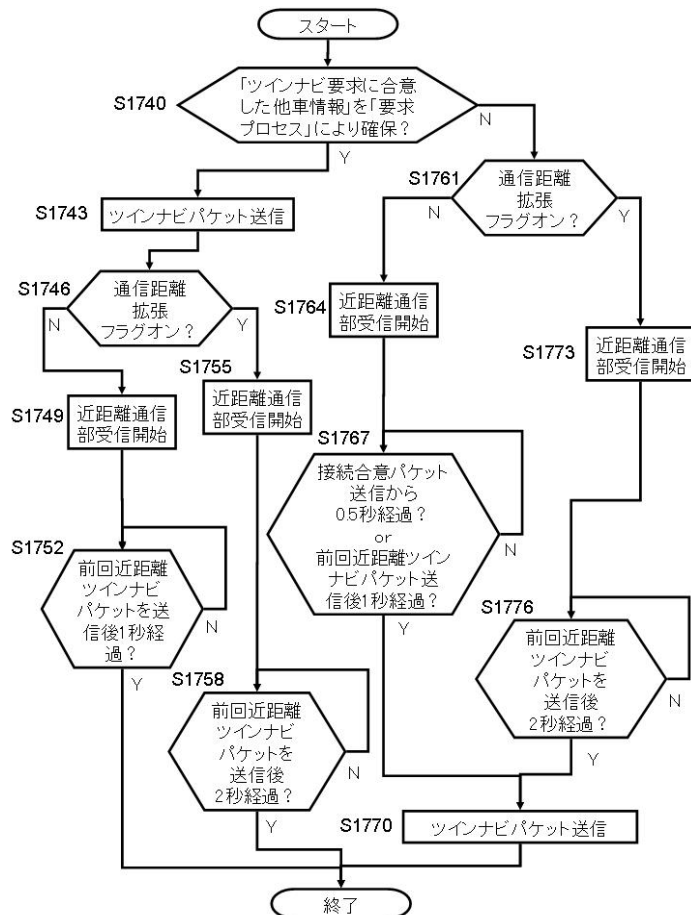 スタート
S1740
「ツインナビ要求に合意
した他車情報」を「要求
プロセス」により確保？
N
Y
S1743
ツインナビパケット送信
S1761
通信距離
拡張
フラグオン？
N
Y
S1746
通信距離
拡張
フラグオン？
N
Y
S1764
近距離通信
部受信開始
S1773
近距離通信
部受信開始
S1755
近距離通信
部受信開始
S1749
近距離通信
部受信開始
S1767
接続合意パケット
送信から
0.5秒経過？
or
前回近距離ツイン
ナビパケット送
信後1秒経過？
N
Y
S1752
前回近距離
ツインナビ
パケットを送
信後1秒経
過？
N
Y
S1776
前回近距離
ツインナビ
パケットを
送信後
2秒経過？
N
Y
S1758
前回近距離
ツインナビ
パケットを
送信後
2秒経過？
N
Y
S1770
ツインナビパケット送信
終了